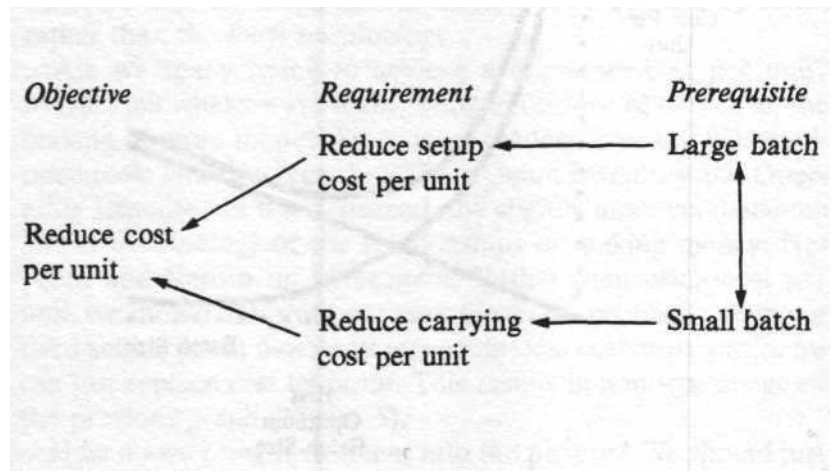 Objective Requirement Prerequisite
Reduce setup Large batch
cost per unit
Reduce cost
per unit
Reduce carrying Small batch
cost per unit